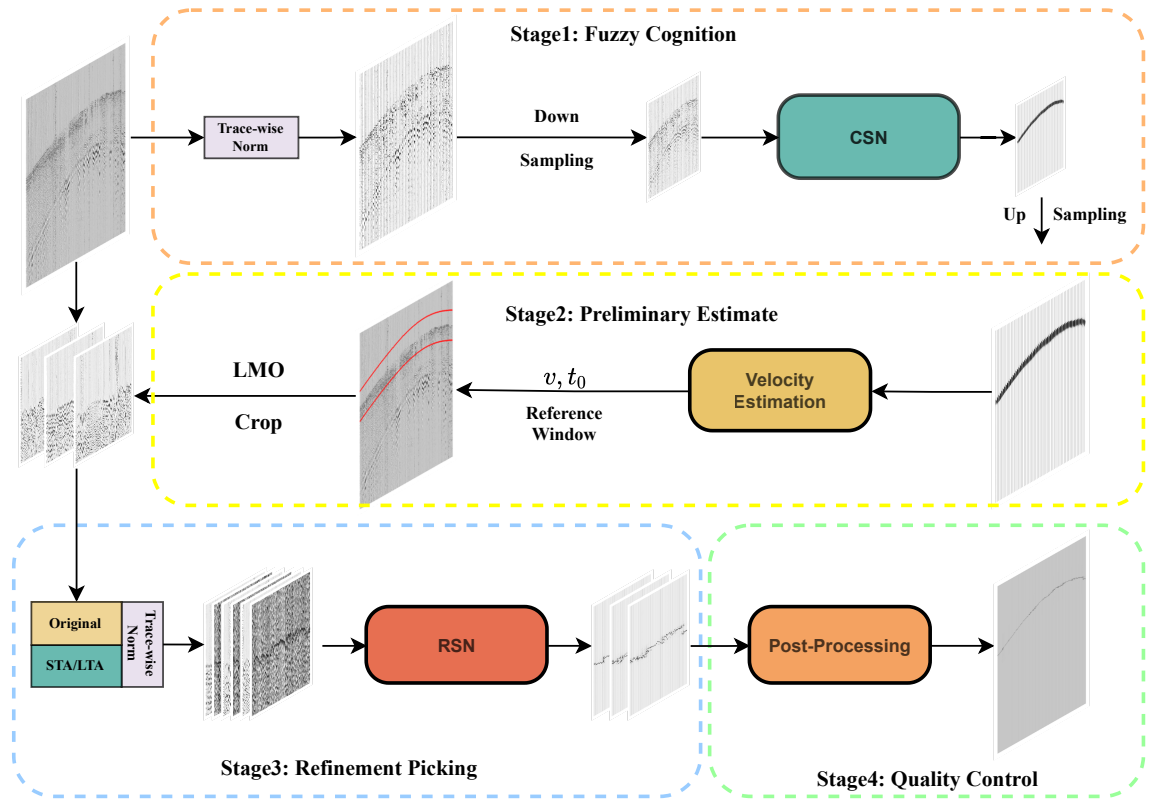 Stage1: Fuzzy Cognition
Trace-wise
Norm
Down
Sampling
CSN
Up
Sampling
Stage2: Preliminary Estimate
LMO
Crop
v, t₀
Reference
Window
Velocity
Estimation
Original
STA/LTA
Trace-wise
Norm
RSN
Post-Processing
Stage3: Refinement Picking
Stage4: Quality Control